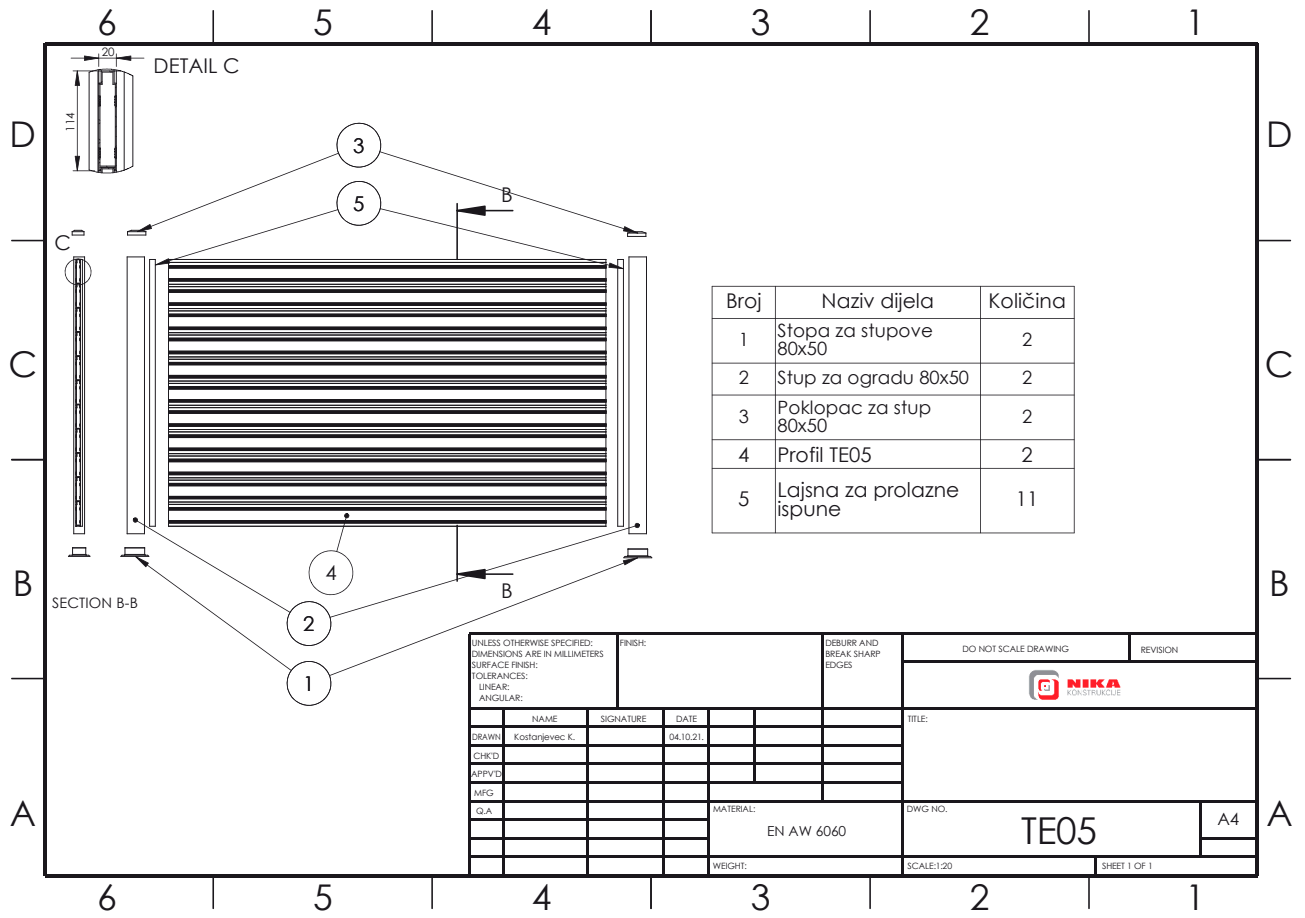 6 5 4 3 2 1
D D
C C
B B
A A
20
114
DETAIL C
3
5
B
C
4
B
SECTION B-B
2
1
Broj Naziv dijela Količina
1 Stopa za stupove 2
80x50
2 Stup za ogradu 80x50 2
3 Poklopac za stup 2
80x50
4 Profil TE05 2
5 Lajsna za prolazne 11
ispune
UNLESS OTHERWISE SPECIFIED:
DIMENSIONS ARE IN MILLIMETERS
SURFACE FINISH:
TOLERANCES:
LINEAR:
ANGULAR:
FINISH:
DEBURR AND
BREAK SHARP
EDGES
DO NOT SCALE DRAWING
REVISION
NIKA
KONSTRUKCIJE
NAME SIGNATURE DATE
DRAWN Kostanjevec K. 04.10.21.
CHK'D
APPV'D
MFG
Q.A
TITLE:
MATERIAL:
EN AW 6060
DWG NO.
TE05
A4
WEIGHT:
SCALE:1:20
SHEET 1 OF 1
6 5 4 3 2 1